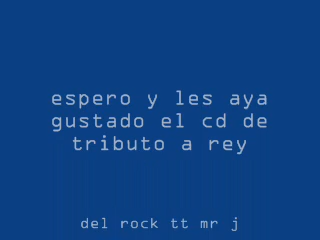 espero y les aya
gustado el cd de
tributo a rey
del rock tt mr j